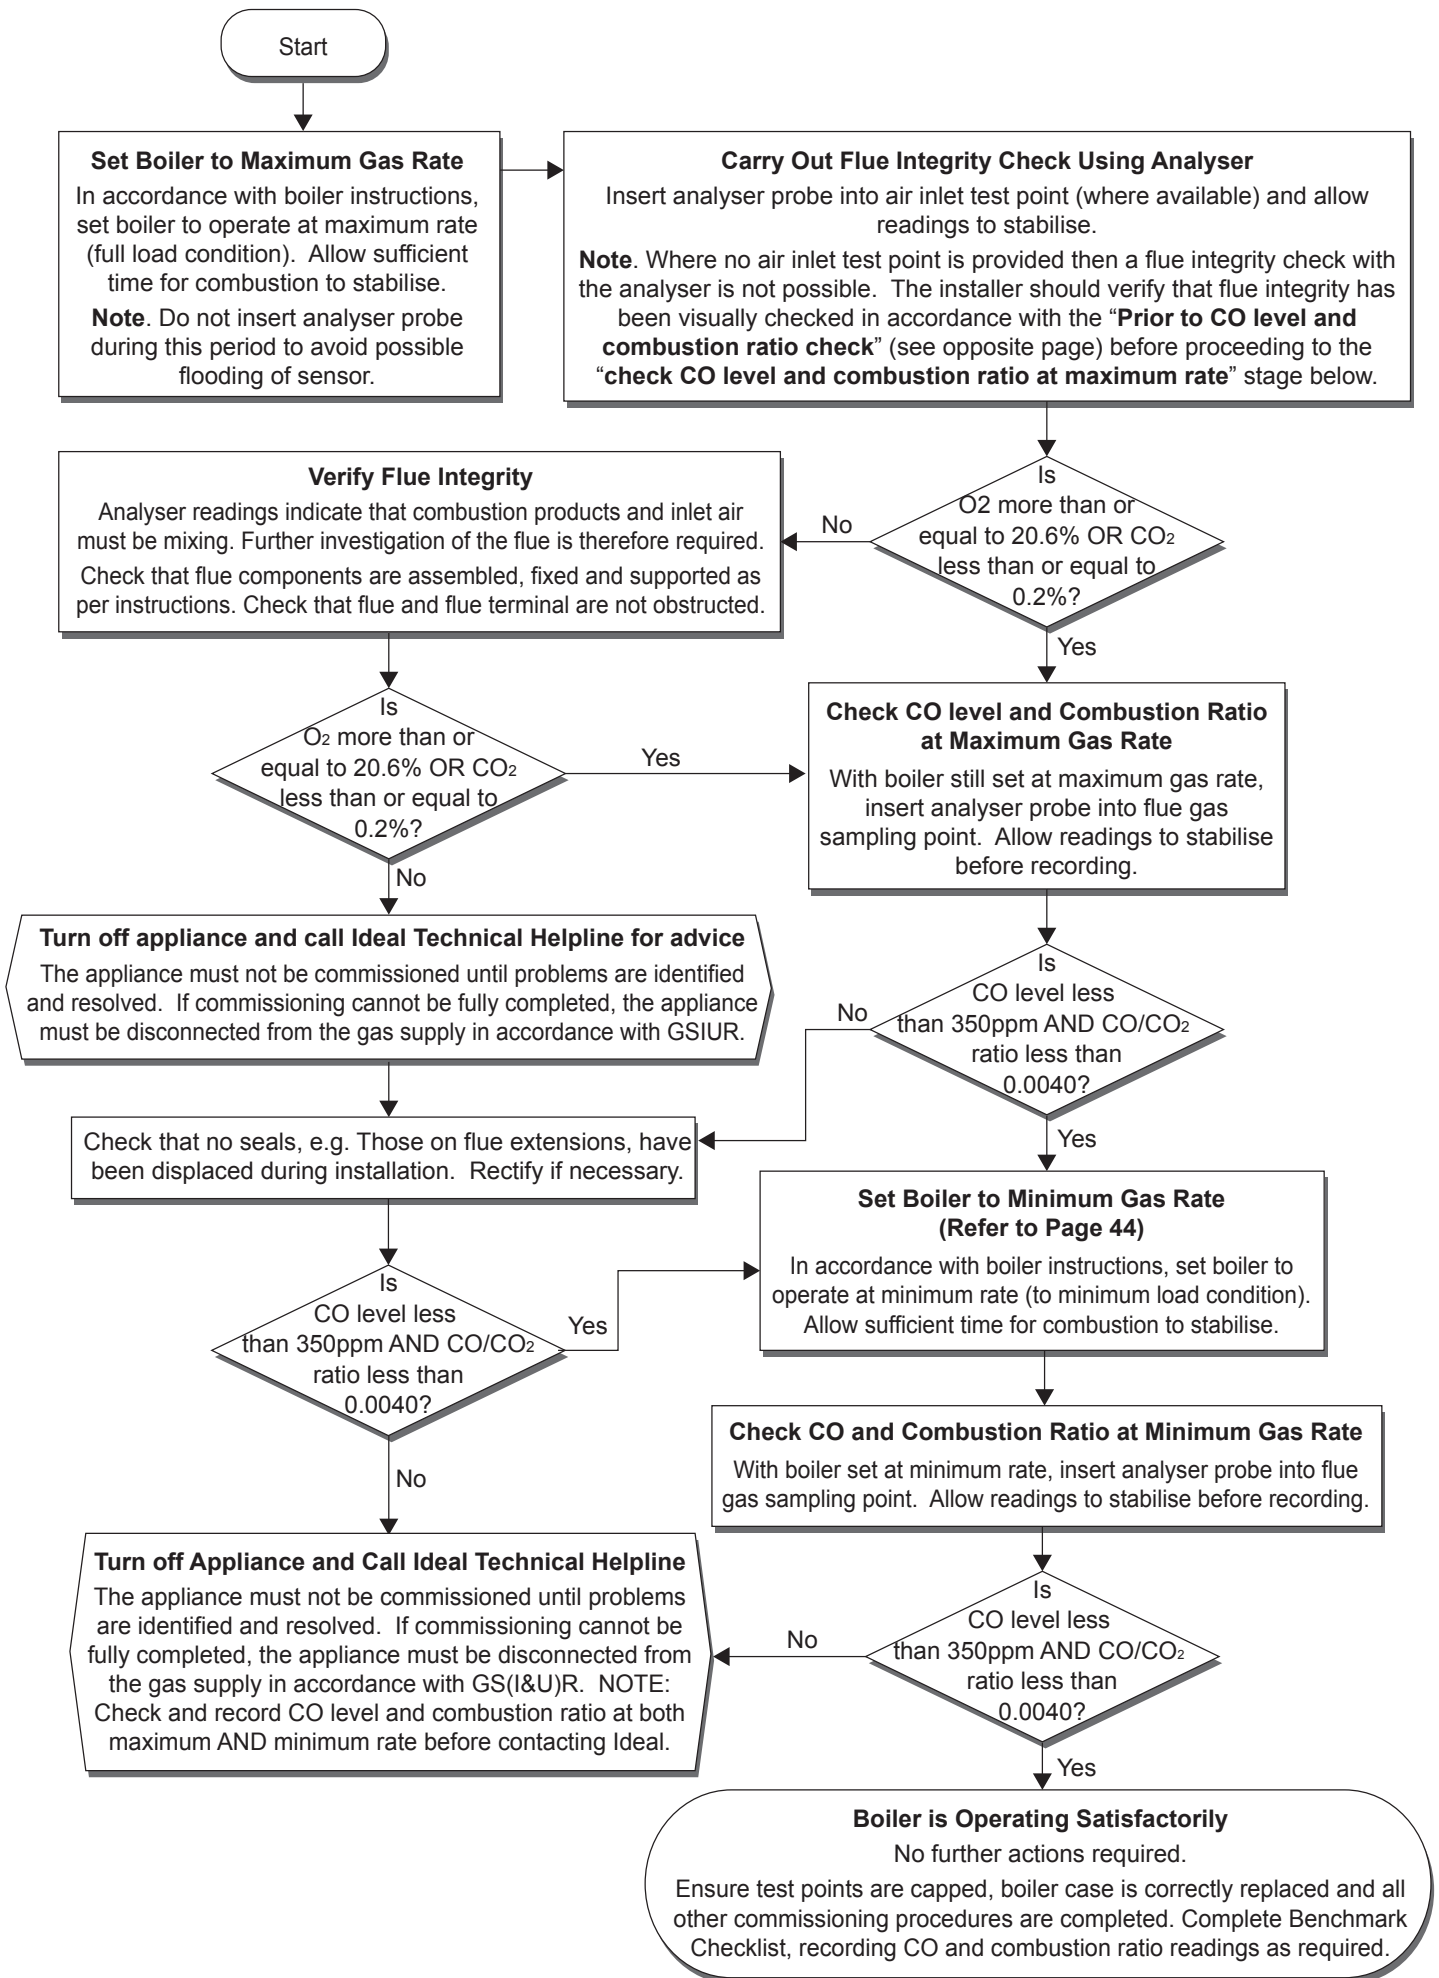 Start
Set Boiler to Maximum Gas Rate
In accordance with boiler instructions,
set boiler to operate at maximum rate
(full load condition).  Allow sufficient
time for combustion to stabilise.
Note. Do not insert analyser probe
during this period to avoid possible
flooding of sensor.
Carry Out Flue Integrity Check Using Analyser
Insert analyser probe into air inlet test point (where available) and allow
readings to stabilise.
Note. Where no air inlet test point is provided then a flue integrity check with
the analyser is not possible.  The installer should verify that flue integrity has
been visually checked in accordance with the “Prior to CO level and
combustion ratio check” (see opposite page) before proceeding to the
“check CO level and combustion ratio at maximum rate” stage below.
Is
O2 more than or
equal to 20.6% OR CO2
less than or equal to
0.2%?
No
Yes
Verify Flue Integrity
Analyser readings indicate that combustion products and inlet air
must be mixing. Further investigation of the flue is therefore required.
Check that flue components are assembled, fixed and supported as
per instructions. Check that flue and flue terminal are not obstructed.
Is
O2 more than or
equal to 20.6% OR CO2
less than or equal to
0.2%?
Yes
No
Check CO level and Combustion Ratio
at Maximum Gas Rate
With boiler still set at maximum gas rate,
insert analyser probe into flue gas
sampling point.  Allow readings to stabilise
before recording.
Turn off appliance and call Ideal Technical Helpline for advice
The appliance must not be commissioned until problems are identified
and resolved.  If commissioning cannot be fully completed, the appliance
must be disconnected from the gas supply in accordance with GSIUR.
Is
CO level less
than 350ppm AND CO/CO2
ratio less than
0.0040?
No
Yes
Check that no seals, e.g. Those on flue extensions, have
been displaced during installation.  Rectify if necessary.
Set Boiler to Minimum Gas Rate
(Refer to Page 44)
In accordance with boiler instructions, set boiler to
operate at minimum rate (to minimum load condition).
Allow sufficient time for combustion to stabilise.
Is
CO level less
than 350ppm AND CO/CO2
ratio less than
0.0040?
Yes
No
Check CO and Combustion Ratio at Minimum Gas Rate
With boiler set at minimum rate, insert analyser probe into flue
gas sampling point.  Allow readings to stabilise before recording.
Turn off Appliance and Call Ideal Technical Helpline
The appliance must not be commissioned until problems
are identified and resolved.  If commissioning cannot be
fully completed, the appliance must be disconnected from
the gas supply in accordance with GS(I&U)R.  NOTE:
Check and record CO level and combustion ratio at both
maximum AND minimum rate before contacting Ideal.
Is
CO level less
than 350ppm AND CO/CO2
ratio less than
0.0040?
No
Yes
Boiler is Operating Satisfactorily
No further actions required.
Ensure test points are capped, boiler case is correctly replaced and all
other commissioning procedures are completed. Complete Benchmark
Checklist, recording CO and combustion ratio readings as required.